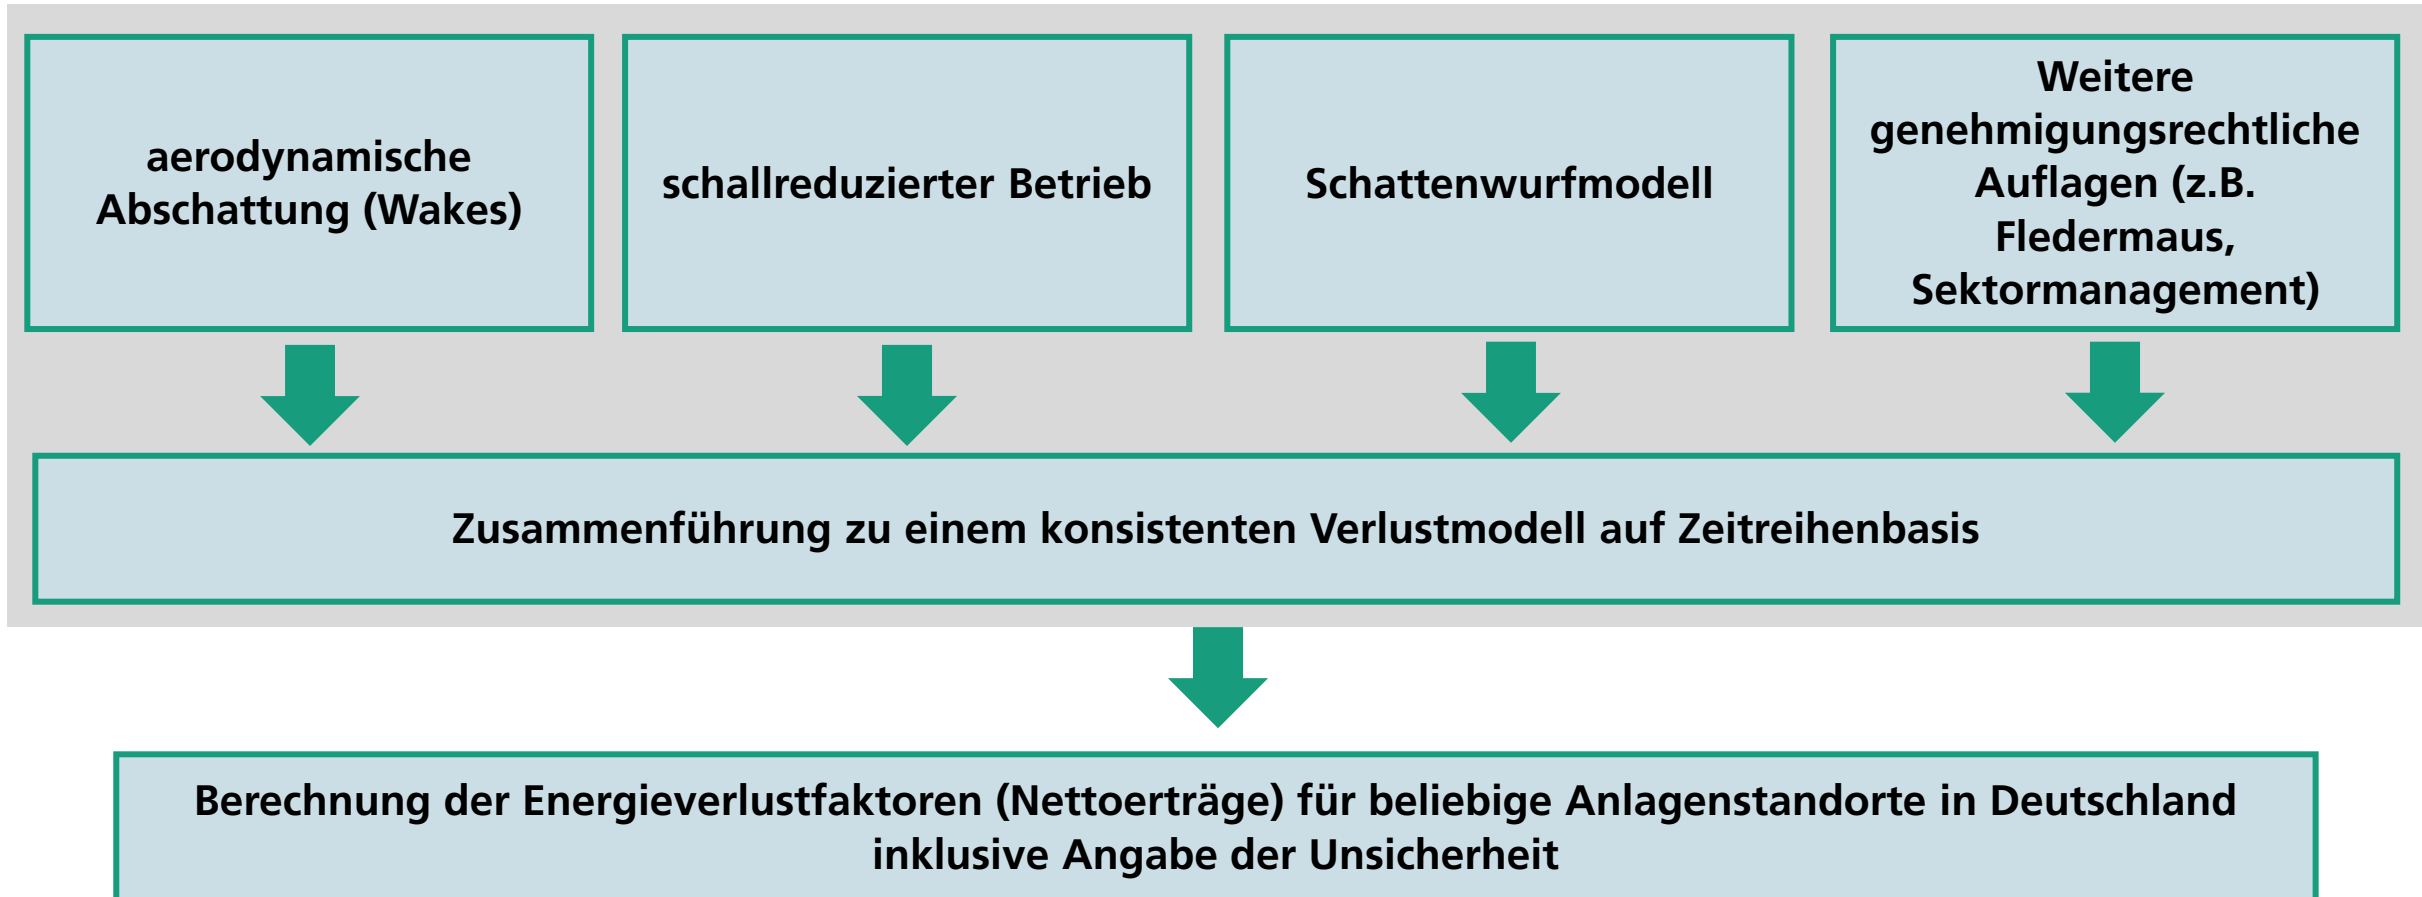 aerodynamische
Abschattung (Wakes)
schallreduzierter Betrieb
Schattenwurfmodell
Weitere
genehmigungsrechtliche
Auflagen (z.B.
Fledermaus,
Sektormanagement)
Zusammenführung zu einem konsistenten Verlustmodell auf Zeitreihenbasis
Berechnung der Energieverlustfaktoren (Nettoerträge) für beliebige Anlagenstandorte in Deutschland
inklusive Angabe der Unsicherheit